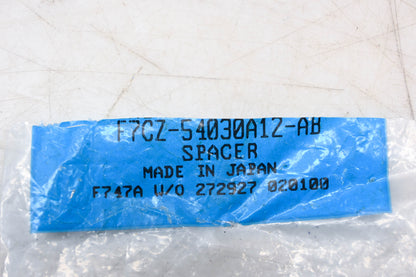 F7CZ-54030A12-AB
SPACER
MADE IN JAPAN
F747A W/O 272927 020100